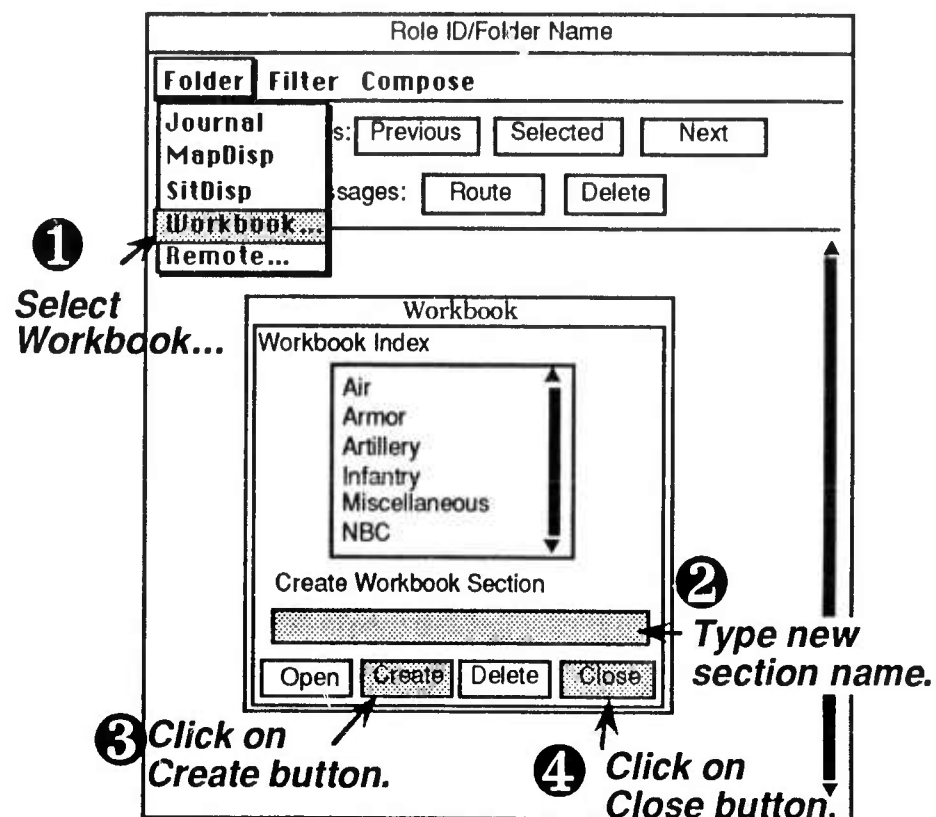 Role ID/Folder Name
Folder Filter Compose
Journal
MapDisp
SitDisp
Workbook...
Remote...
s: Previous Selected Next
ssages: Route Delete
1
Select
Workbook...
Workbook
Workbook Index
Air
Armor
Artillery
Infantry
Miscellaneous
NBC
Create Workbook Section
2
Type new
section name.
Open Create Delete Close
3 Click on
Create button.
4 Click on
Close button.